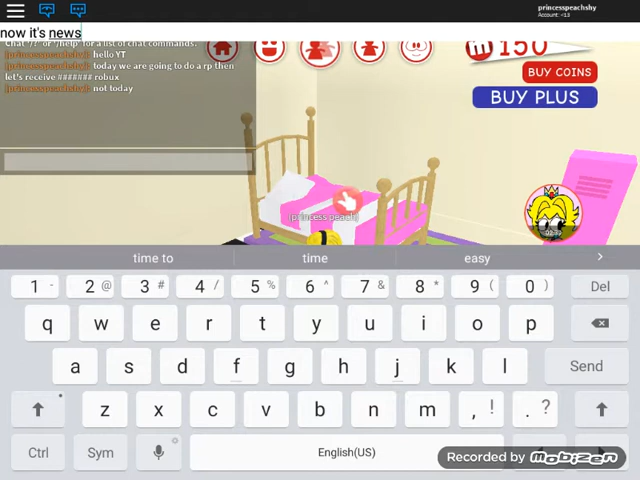 princesspeachshy
Account: <13
now it's news
Chat '/?' or '/help' for a list of chat commands.
[princesspeachshy]: hello YT
[princesspeachshy]: today we are going to do a rp then
let's receive ####### robux
[princesspeachshy]: not today
150
BUY COINS
BUY PLUS
(princess peach)
time to time easy >
1 - 2 @ 3 # 4 / 5 % 6 ^ 7 & 8 * 9 ( 0 ) Del
q w e r t y u i o p
a s d f g h j k l Send
z x c v b n m , ! . ?
Ctrl Sym English(US)
Recorded by mobizen